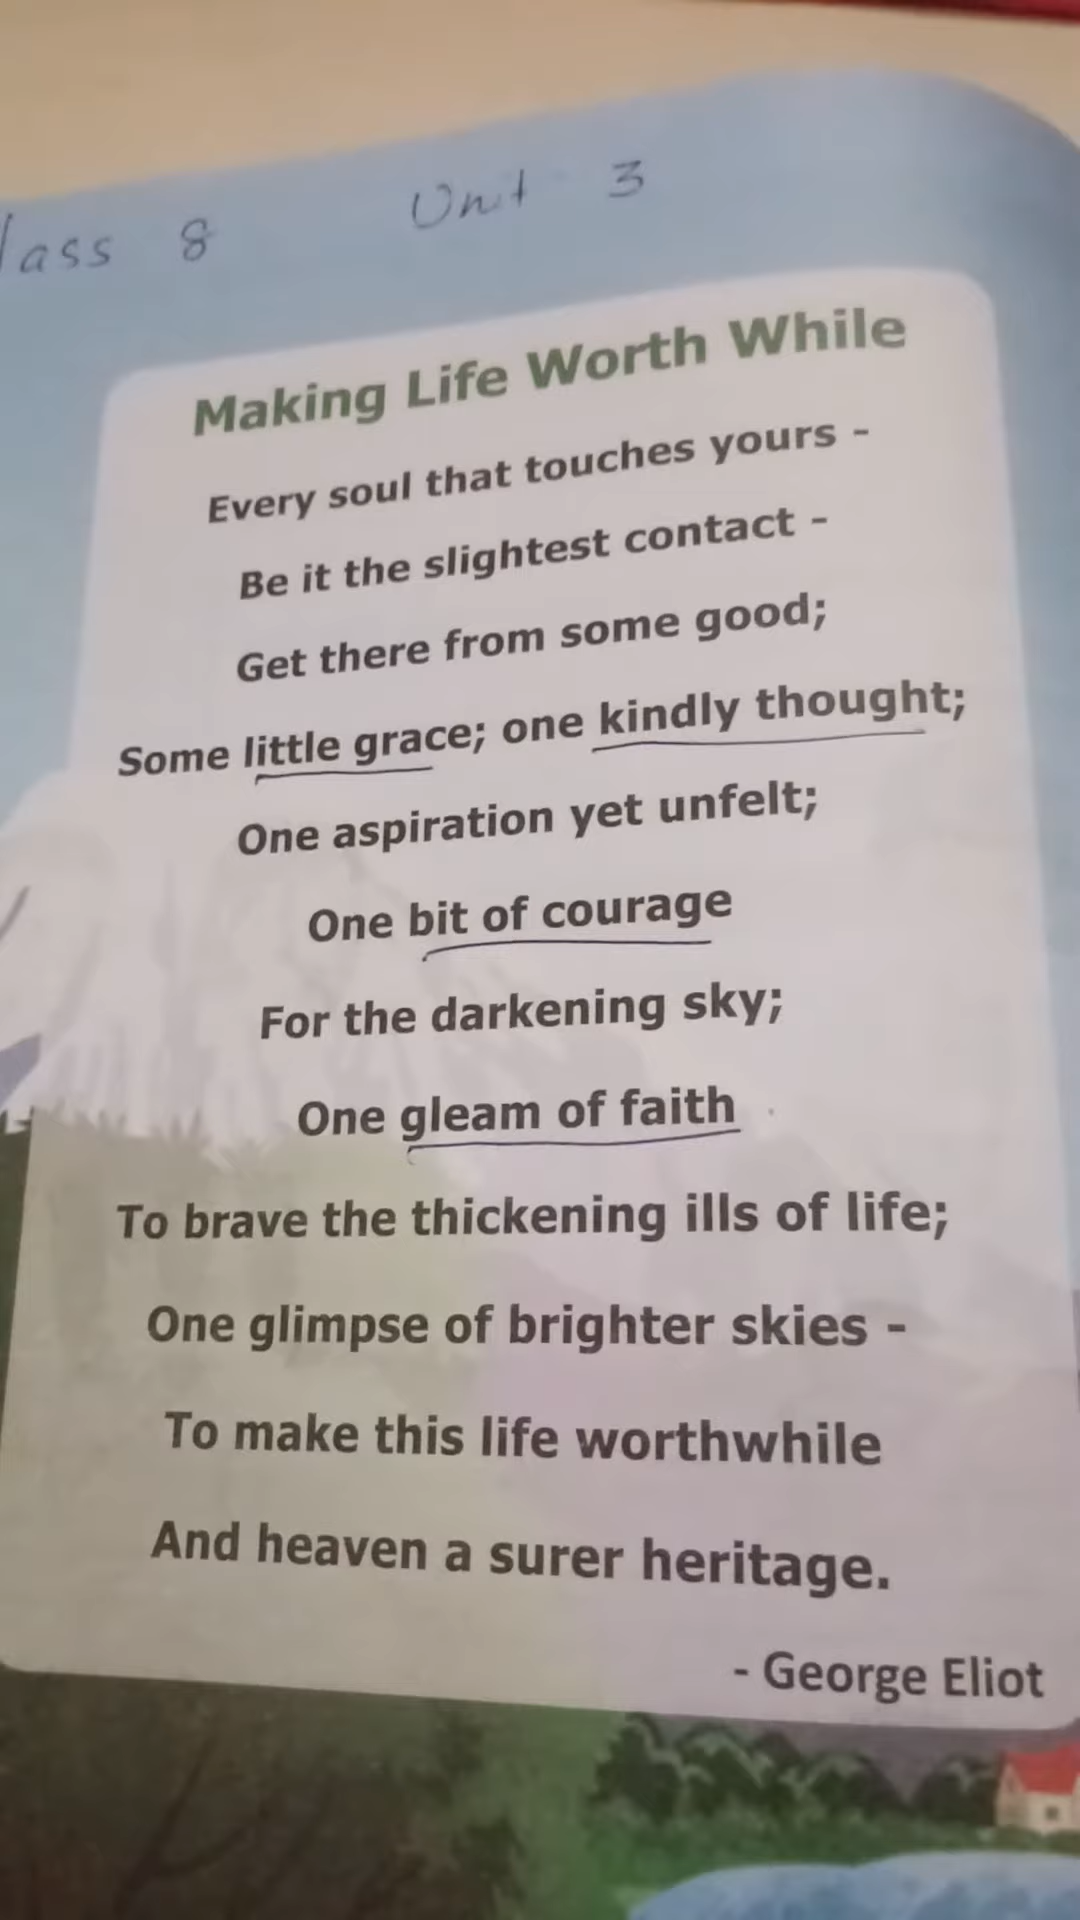 lass 8 Unit 3
Making Life Worth While
Every soul that touches yours -
Be it the slightest contact -
Get there from some good;
Some little grace; one kindly thought;
One aspiration yet unfelt;
One bit of courage
For the darkening sky;
One gleam of faith
To brave the thickening ills of life;
One glimpse of brighter skies -
To make this life worthwhile
And heaven a surer heritage.
- George Eliot